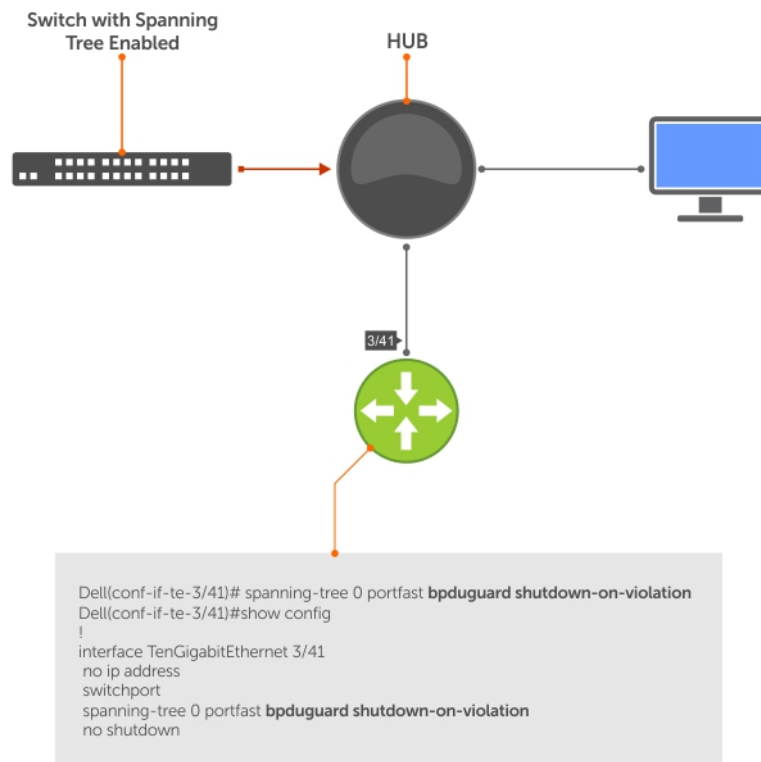 Switch with Spanning
Tree Enabled
HUB
3/41
Dell(conf-if-te-3/41)# spanning-tree 0 portfast bpduguard shutdown-on-violation
Dell(conf-if-te-3/41)#show config
!
interface TenGigabitEthernet 3/41
no ip address
switchport
spanning-tree 0 portfast bpduguard shutdown-on-violation
no shutdown